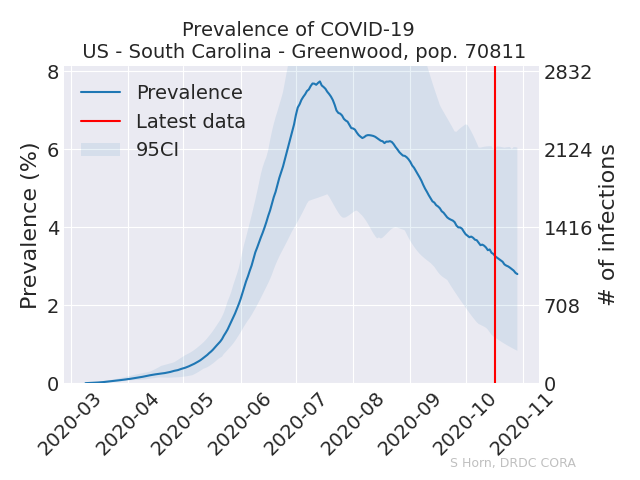 Prevalence of COVID-19
US - South Carolina - Greenwood, pop. 70811
Prevalence (%)
8
6
4
2
0
Prevalence
Latest data
95CI
2832
2124
1416
708
0
# of infections
2020-03
2020-04
2020-05
2020-06
2020-07
2020-08
2020-09
2020-10
2020-11
S Horn, DRDC CORA